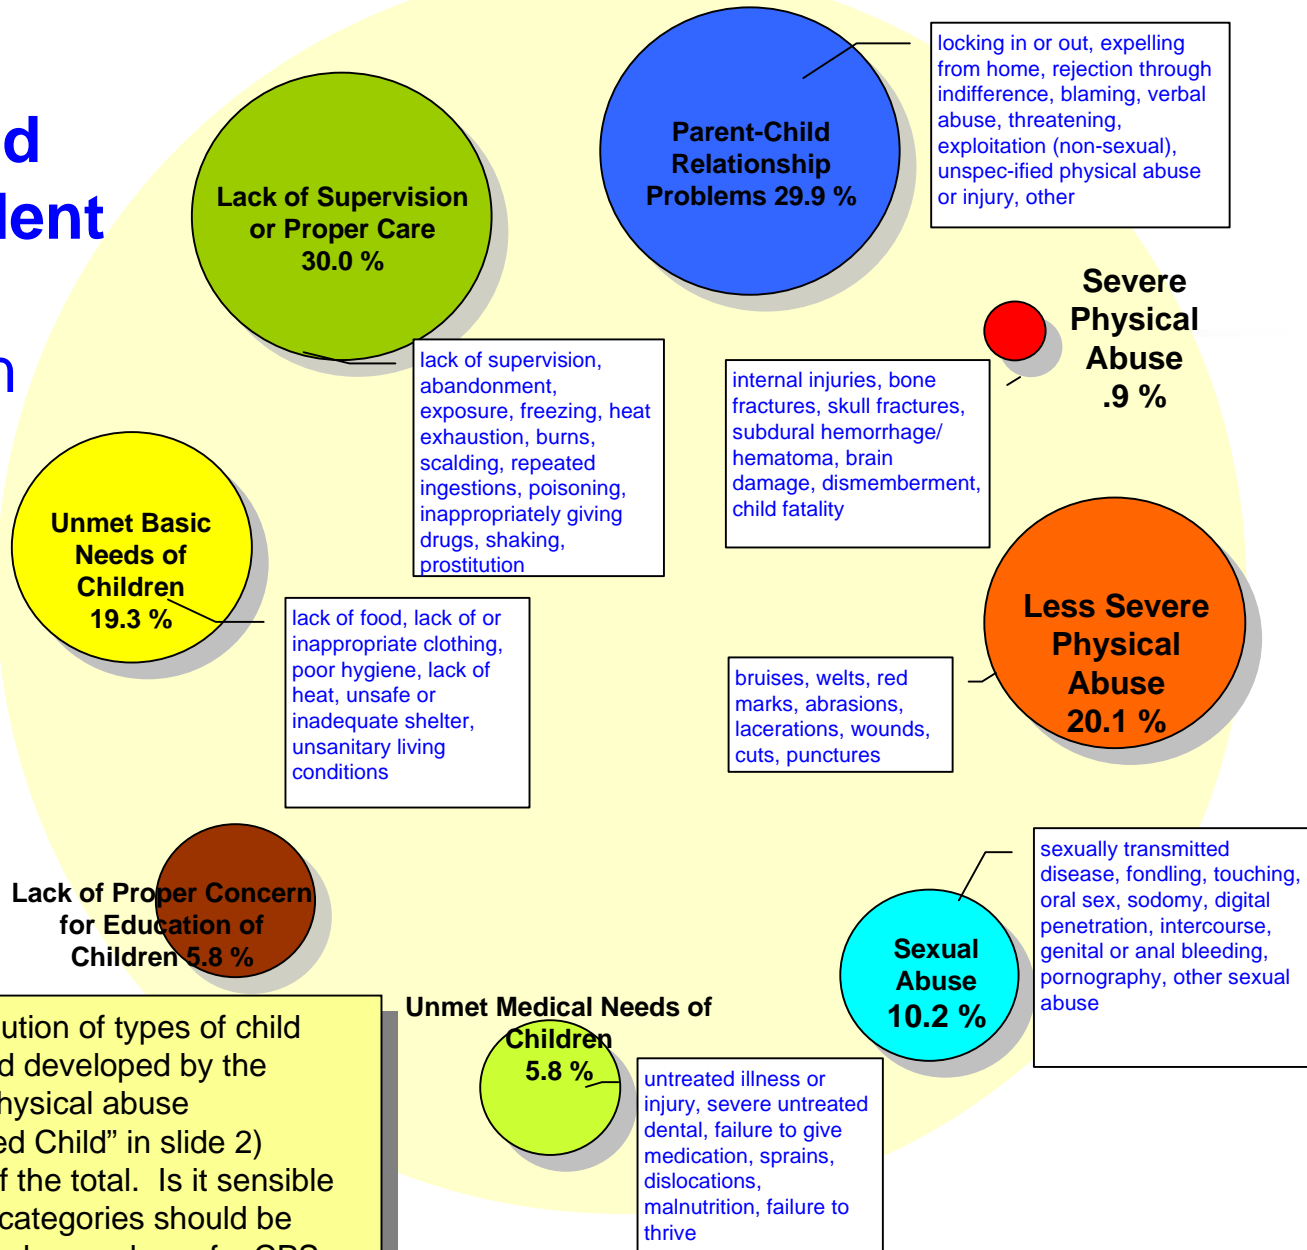 d
lent
n
Lack of Supervision
or Proper Care
30.0 %
lack of supervision,
abandonment,
exposure, freezing, heat
exhaustion, burns,
scalding, repeated
ingestions, poisoning,
inappropriately giving
drugs, shaking,
prostitution
Parent-Child
Relationship
Problems 29.9 %
locking in or out, expelling
from home, rejection through
indifference, blaming, verbal
abuse, threatening,
exploitation (non-sexual),
unspec-ified physical abuse
or injury, other
Severe
Physical
Abuse
.9 %
internal injuries, bone
fractures, skull fractures,
subdural hemorrhage/
hematoma, brain
damage, dismemberment,
child fatality
Unmet Basic
Needs of
Children
19.3 %
lack of food, lack of or
inappropriate clothing,
poor hygiene, lack of
heat, unsafe or
inadequate shelter,
unsanitary living
conditions
Less Severe
Physical
Abuse
20.1 %
bruises, welts, red
marks, abrasions,
lacerations, wounds,
cuts, punctures
Lack of Proper Concern
for Education of
Children 5.8 %
Sexual
Abuse
10.2 %
sexually transmitted
disease, fondling, touching,
oral sex, sodomy, digital
penetration, intercourse,
genital or anal bleeding,
pornography, other sexual
abuse
Unmet Medical Needs of
Children
5.8 %
untreated illness or
injury, severe untreated
dental, failure to give
medication, sprains,
dislocations,
malnutrition, failure to
thrive
ution of types of child
d developed by the
hysical abuse
ed Child” in slide 2)
f the total. Is it sensible
categories should be